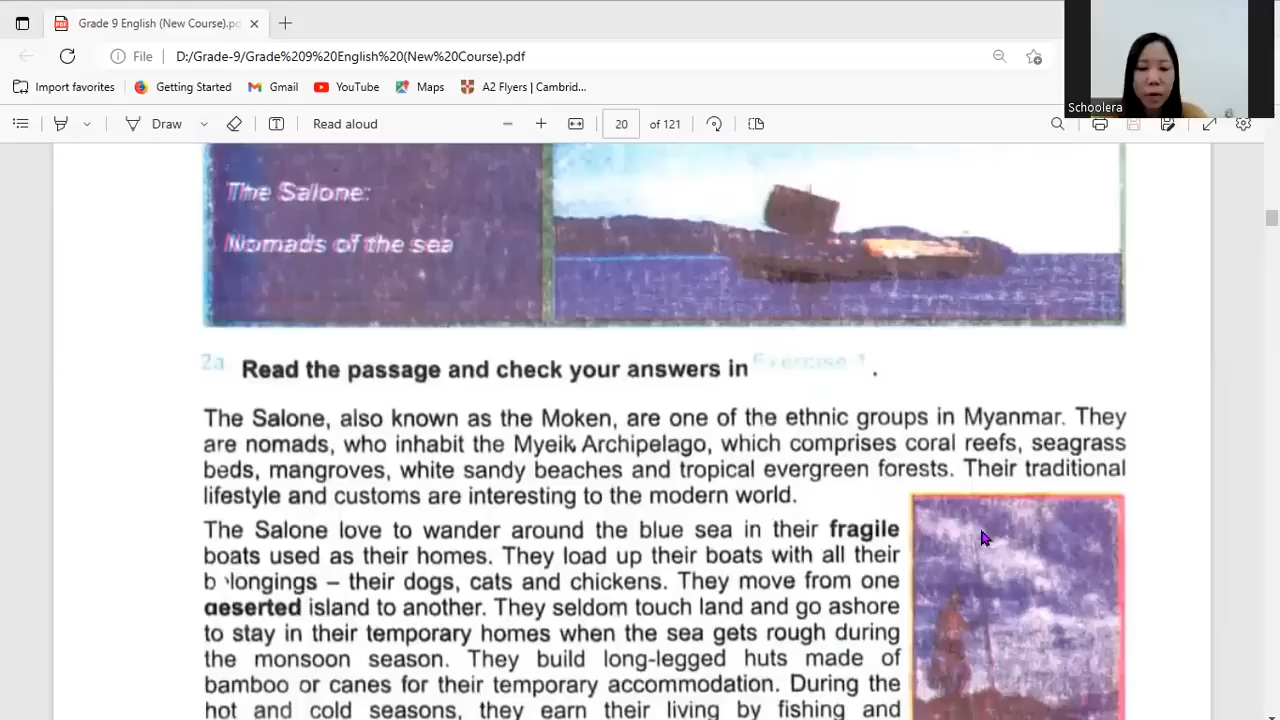 Grade 9 English (New Course).pdf
File
D:/Grade-9/Grade%209%20English%20(New%20Course).pdf
Import favorites
Getting Started
Gmail
YouTube
Maps
A2 Flyers | Cambrid...
Schoolera
Draw
Read aloud
20
of 121
The Salone:
Nomads of the sea
2a Read the passage and check your answers in Exercise 1 .
The Salone, also known as the Moken, are one of the ethnic groups in Myanmar. They
are nomads, who inhabit the Myeik Archipelago, which comprises coral reefs, seagrass
beds, mangroves, white sandy beaches and tropical evergreen forests. Their traditional
lifestyle and customs are interesting to the modern world.
The Salone love to wander around the blue sea in their fragile
boats used as their homes. They load up their boats with all their
b longings – their dogs, cats and chickens. They move from one
deserted island to another. They seldom touch land and go ashore
to stay in their temporary homes when the sea gets rough during
the monsoon season. They build long-legged huts made of
bamboo or canes for their temporary accommodation. During the
hot and cold seasons, they earn their living by fishing and